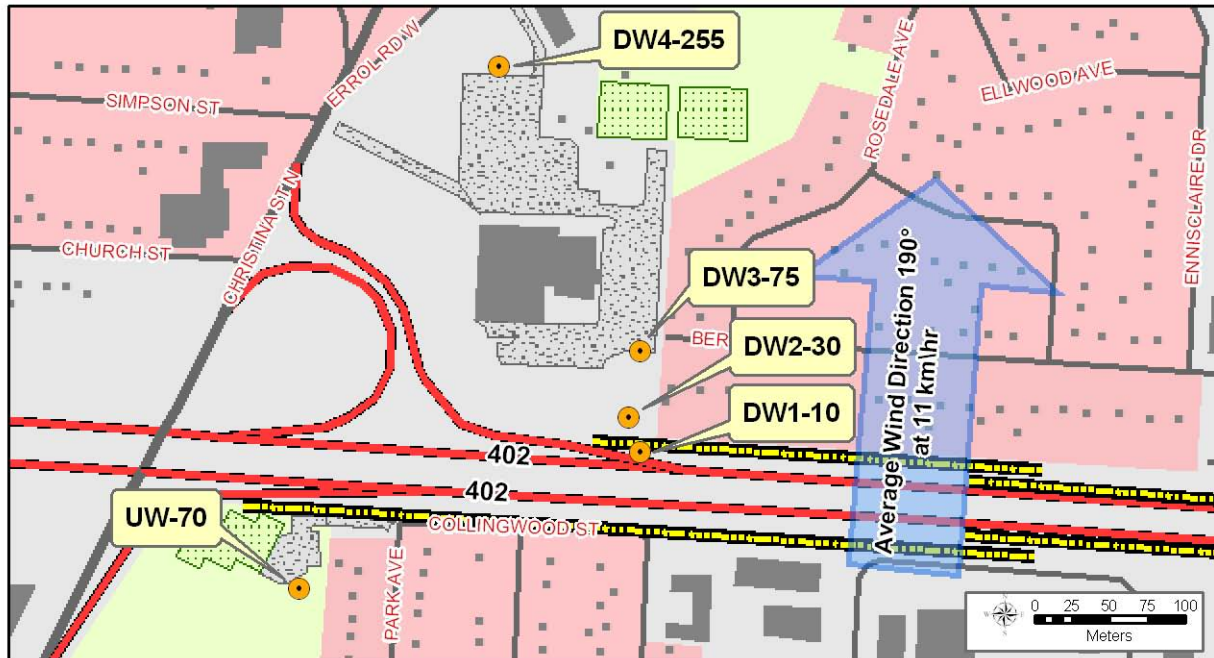 DW4-255
ERROL RD W
ROSEDALE AVE
ELLWOOD AVE
SIMPSON ST
ENNISCLAIRE DR
CHRISTINA ST N
CHURCH ST
DW3-75
BER
DW2-30
DW1-10
Average Wind Direction 190°
at 11 km\hr
402
402
UW-70
COLLINGWOOD ST
PARK AVE
0 25 50 75 100
Meters